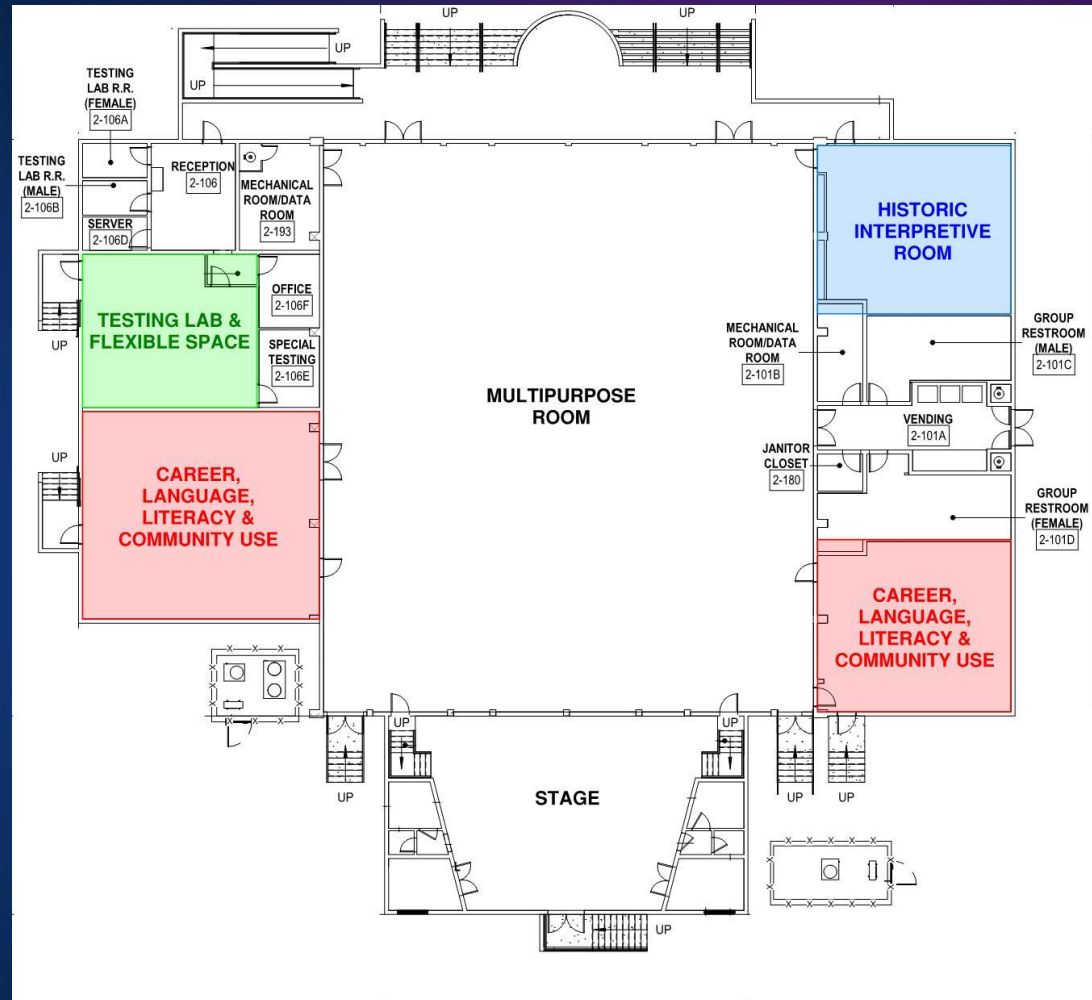 UP
UP
UP
UP
TESTING
LAB R.R.
(FEMALE)
2-106A
TESTING
LAB R.R.
(MALE)
2-106B
RECEPTION
2-106
MECHANICAL
ROOM/DATA
ROOM
2-193
SERVER
2-106D
HISTORIC
INTERPRETIVE
ROOM
OFFICE
2-106F
TESTING LAB &
FLEXIBLE SPACE
UP
SPECIAL
TESTING
2-106E
MECHANICAL
ROOM/DATA
ROOM
2-101B
GROUP
RESTROOM
(MALE)
2-101C
MULTIPURPOSE
ROOM
VENDING
2-101A
UP
JANITOR
CLOSET
2-180
CAREER,
LANGUAGE,
LITERACY &
COMMUNITY USE
GROUP
RESTROOM
(FEMALE)
2-101D
CAREER,
LANGUAGE,
LITERACY &
COMMUNITY USE
UP
UP
UP
UP
UP
STAGE
UP